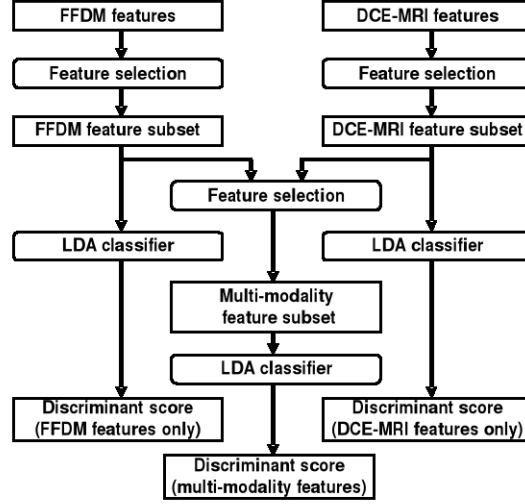 FFDM features
DCE-MRI features
Feature selection
Feature selection
FFDM feature subset
DCE-MRI feature subset
Feature selection
LDA classifier
LDA classifier
Multi-modality
feature subset
LDA classifier
Discriminant score
(FFDM features only)
Discriminant score
(DCE-MRI features only)
Discriminant score
(multi-modality features)